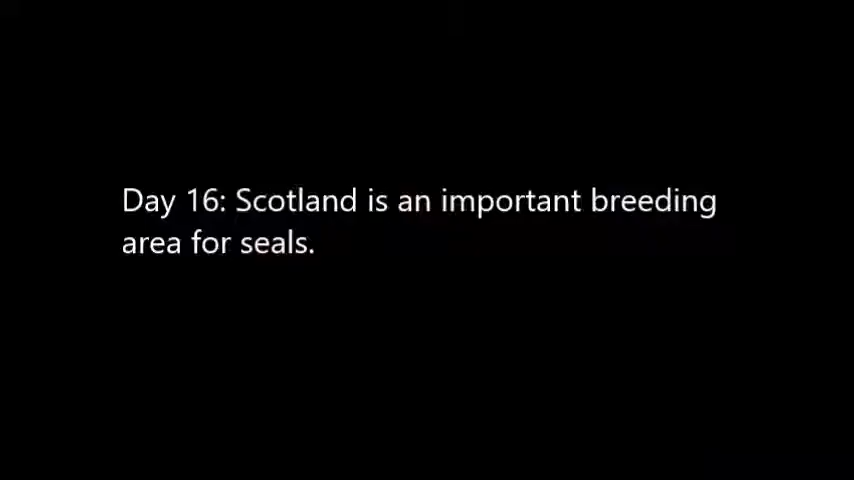 Day 16: Scotland is an important breeding
area for seals.